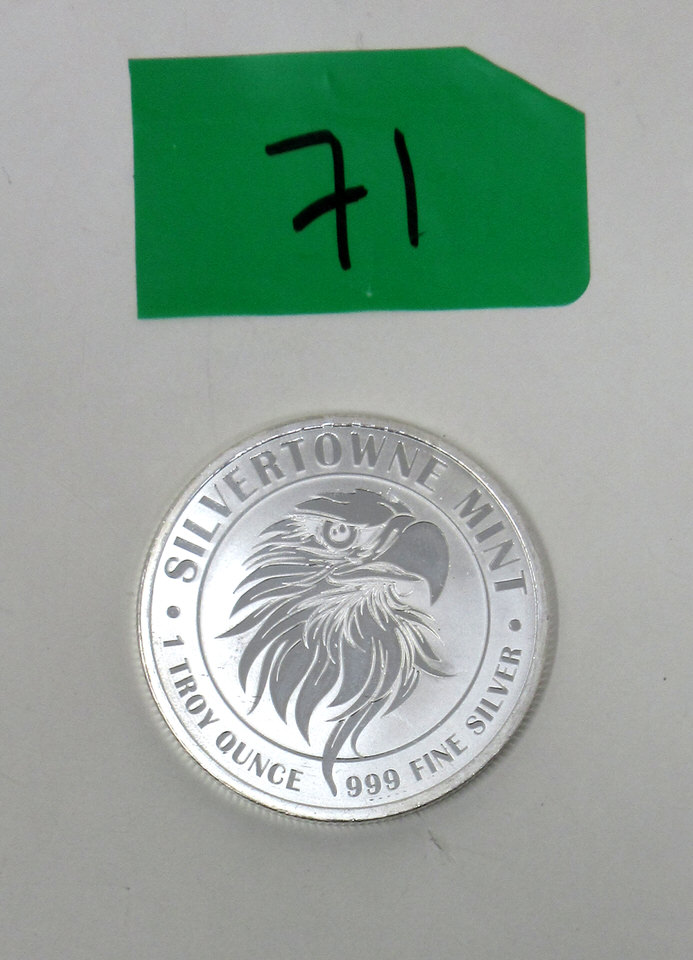 71
SILVERTOWNE MINT
1 TROY OUNCE 999 FINE SILVER